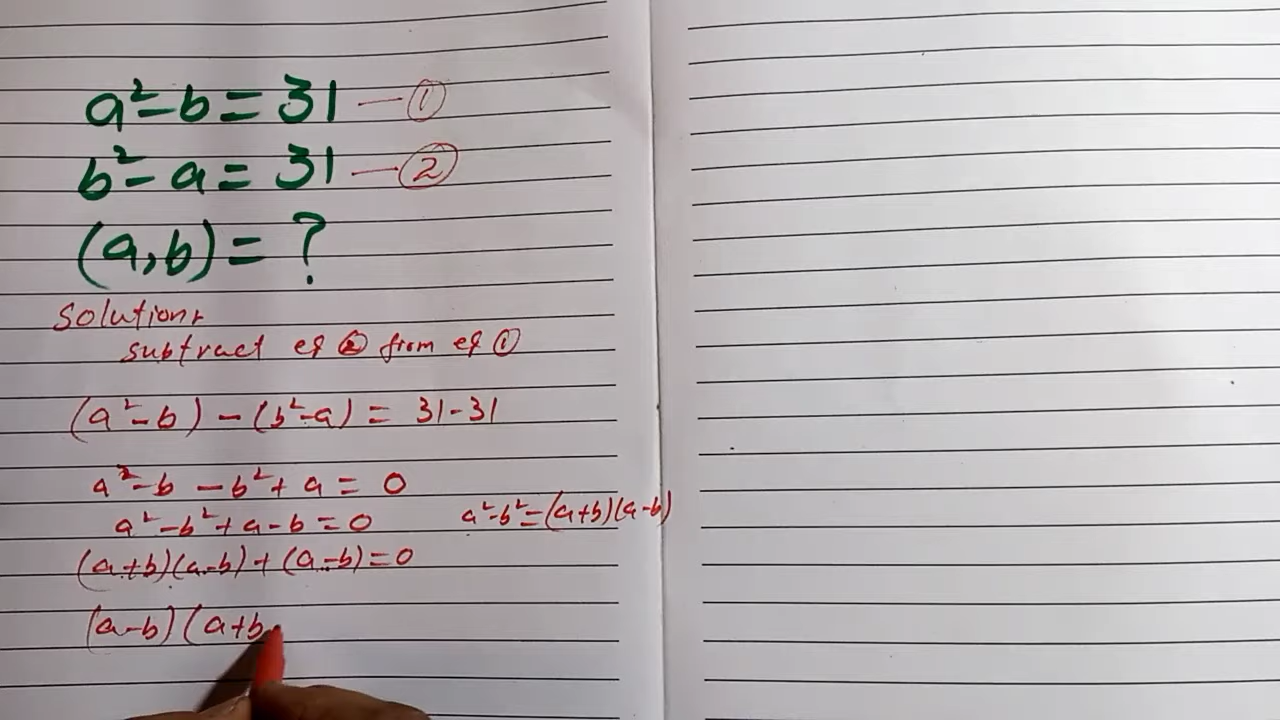 a²-b=31 —①
b²-a=31 —②
(a,b)=?
Solution,
subtract eq ② from eq ①
(a²-b)-(b²-a)=31-31
a²-b-b²+a=0
a²-b²+a-b=0 a²-b²=(a+b)(a-b)
(a+b)(a-b)+(a-b)=0
(a-b)(a+b